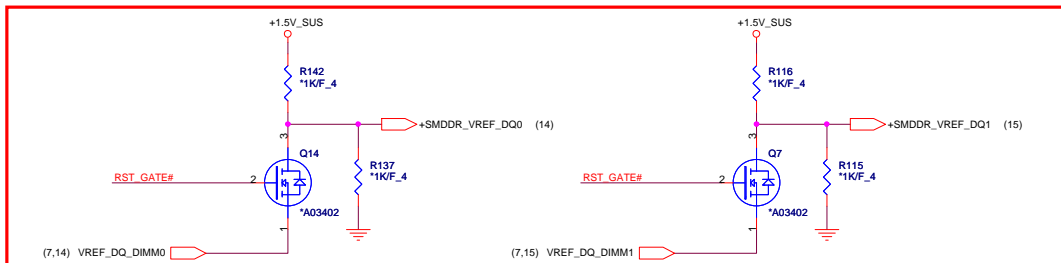 +1.5V_SUS
R142
*1K/F_4
+SMDDR_VREF_DQ0 (14)
3
Q14
R137
*1K/F_4
RST_GATE#
2
*A03402
1
(7,14) VREF_DQ_DIMM0
+1.5V_SUS
R116
*1K/F_4
+SMDDR_VREF_DQ1 (15)
3
Q7
R115
*1K/F_4
RST_GATE#
2
*A03402
1
(7,15) VREF_DQ_DIMM1